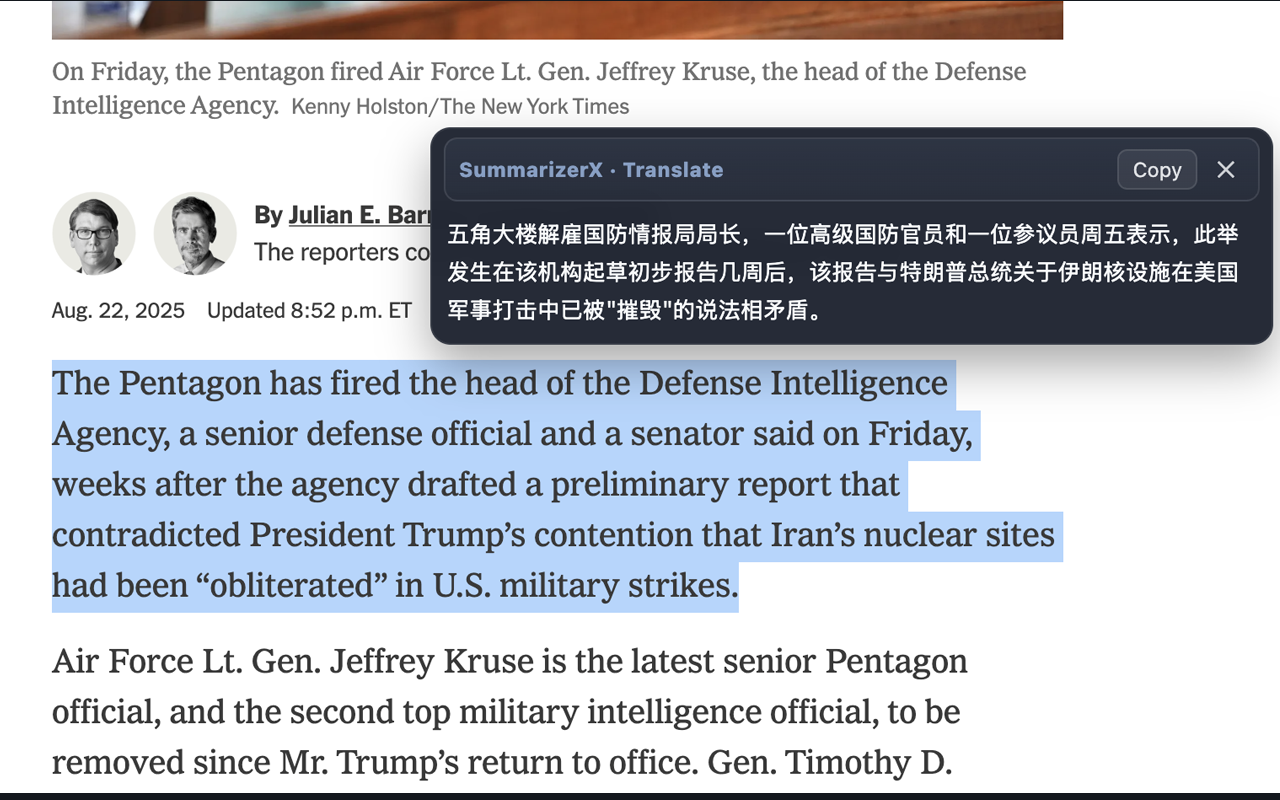 On Friday, the Pentagon fired Air Force Lt. Gen. Jeffrey Kruse, the head of the Defense
Intelligence Agency. Kenny Holston/The New York Times
SummarizerX · Translate
Copy
五角大楼解雇国防情报局局长，一位高级国防官员和一位参议员周五表示，此举
发生在该机构起草初步报告几周后，该报告与特朗普总统关于伊朗核设施在美国
军事打击中已被"摧毁"的说法相矛盾。
By Julian E. Bar
The reporters co
Aug. 22, 2025 Updated 8:52 p.m. ET
The Pentagon has fired the head of the Defense Intelligence
Agency, a senior defense official and a senator said on Friday,
weeks after the agency drafted a preliminary report that
contradicted President Trump’s contention that Iran’s nuclear sites
had been “obliterated” in U.S. military strikes.
Air Force Lt. Gen. Jeffrey Kruse is the latest senior Pentagon
official, and the second top military intelligence official, to be
removed since Mr. Trump’s return to office. Gen. Timothy D.